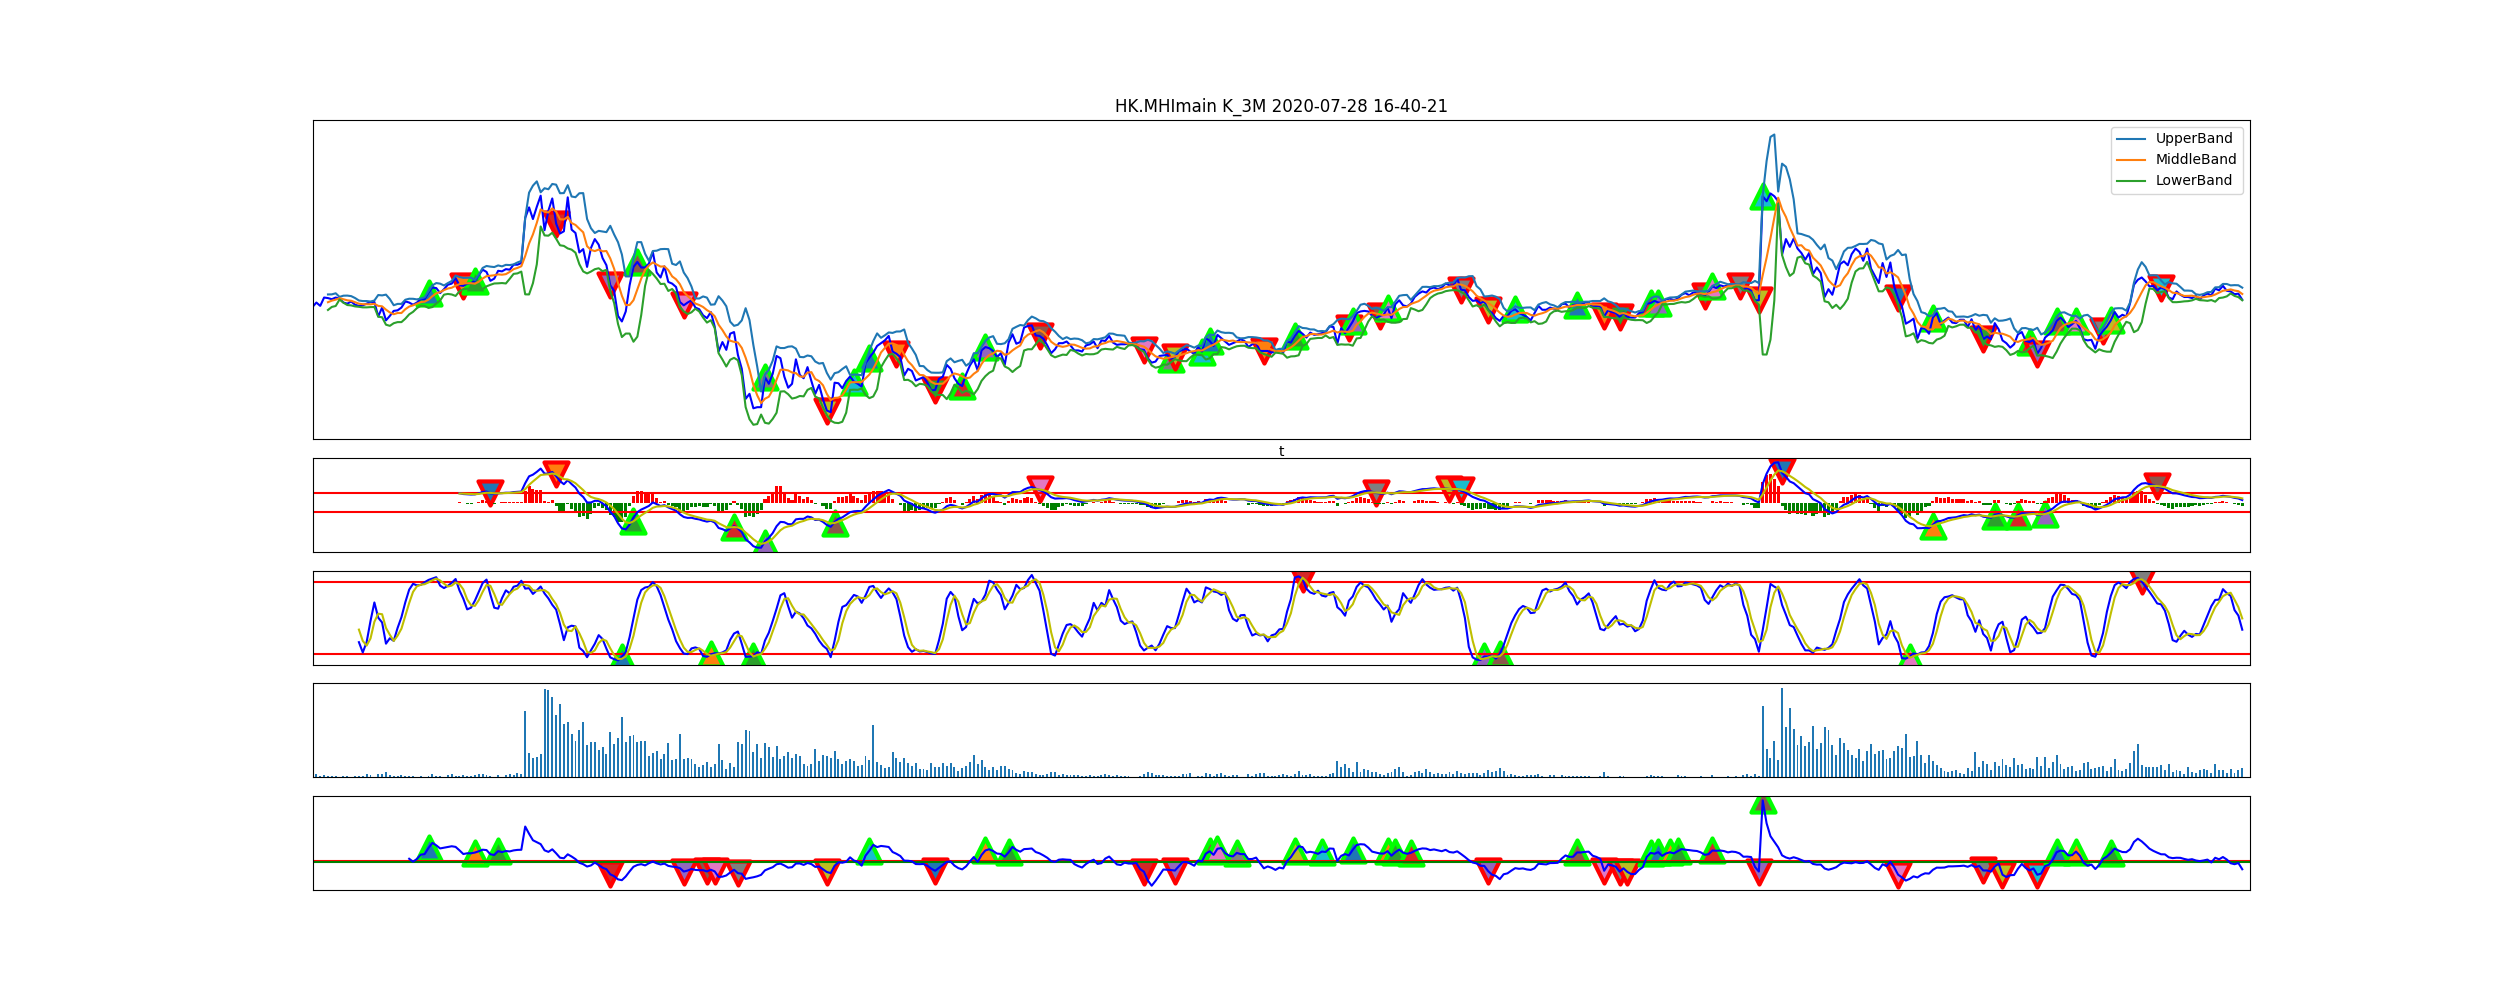 HK.MHImain K_3M 2020-07-28 16-40-21
UpperBand
MiddleBand
LowerBand
t